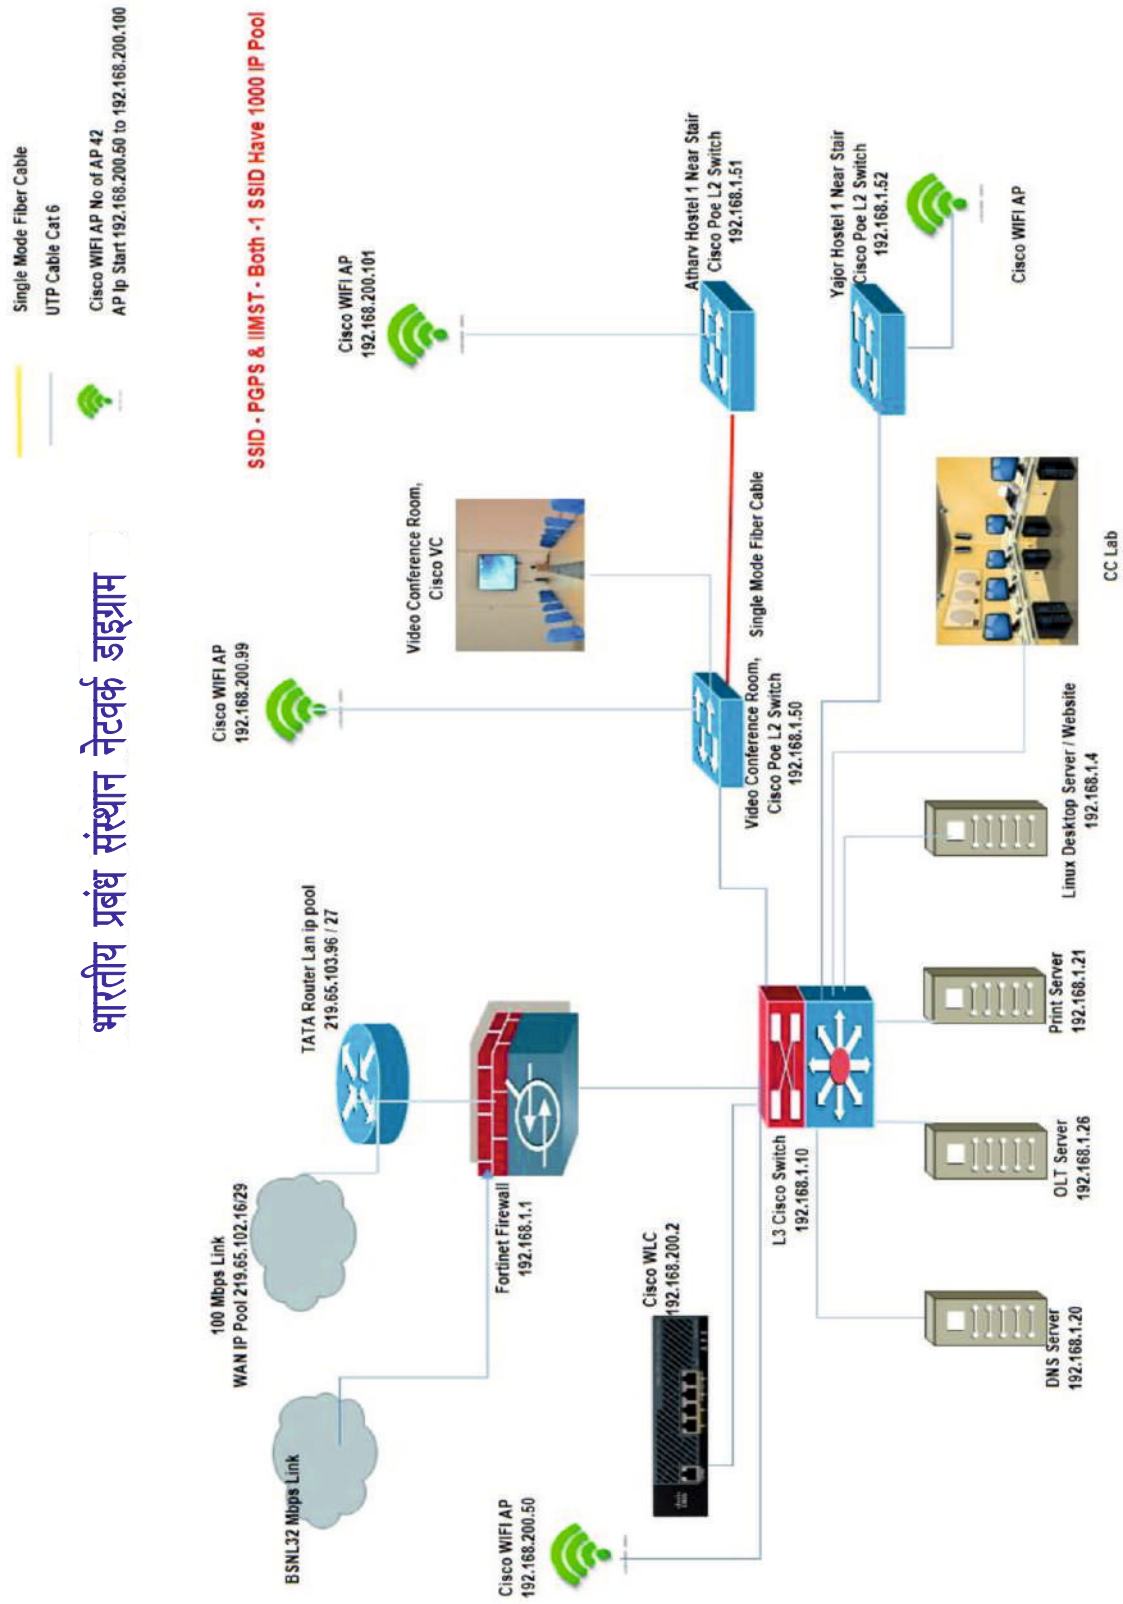 भारतीय प्रबंध संस्थान नेटवर्क डाइग्राम
Single Mode Fiber Cable
UTP Cable Cat 6
Cisco WIFI AP No of AP 42
AP Ip Start 192.168.200.50 to 192.168.200.100
SSID - PGPS & IIMST - Both -1 SSID Have 1000 IP Pool
100 Mbps Link
WAN IP Pool 219.65.102.16/29
BSNL32 Mbps Link
TATA Router Lan ip pool
219.65.103.96 / 27
Cisco WIFI AP
192.168.200.99
Cisco WIFI AP
192.168.200.101
Video Conference Room,
Cisco VC
Fortinet Firewall
192.168.1.1
Cisco WIFI AP
192.168.200.50
Cisco WLC
192.168.200.2
L3 Cisco Switch
192.168.1.10
Video Conference Room,
Cisco Poe L2 Switch
192.168.1.50
Single Mode Fiber Cable
Atharv Hostel 1 Near Stair
Cisco Poe L2 Switch
192.168.1.51
Yajor Hostel 1 Near Stair
Cisco Poe L2 Switch
192.168.1.52
Cisco WIFI AP
DNS Server
192.168.1.20
OLT Server
192.168.1.26
Print Server
192.168.1.21
Linux Desktop Server / Website
192.168.1.4
CC Lab